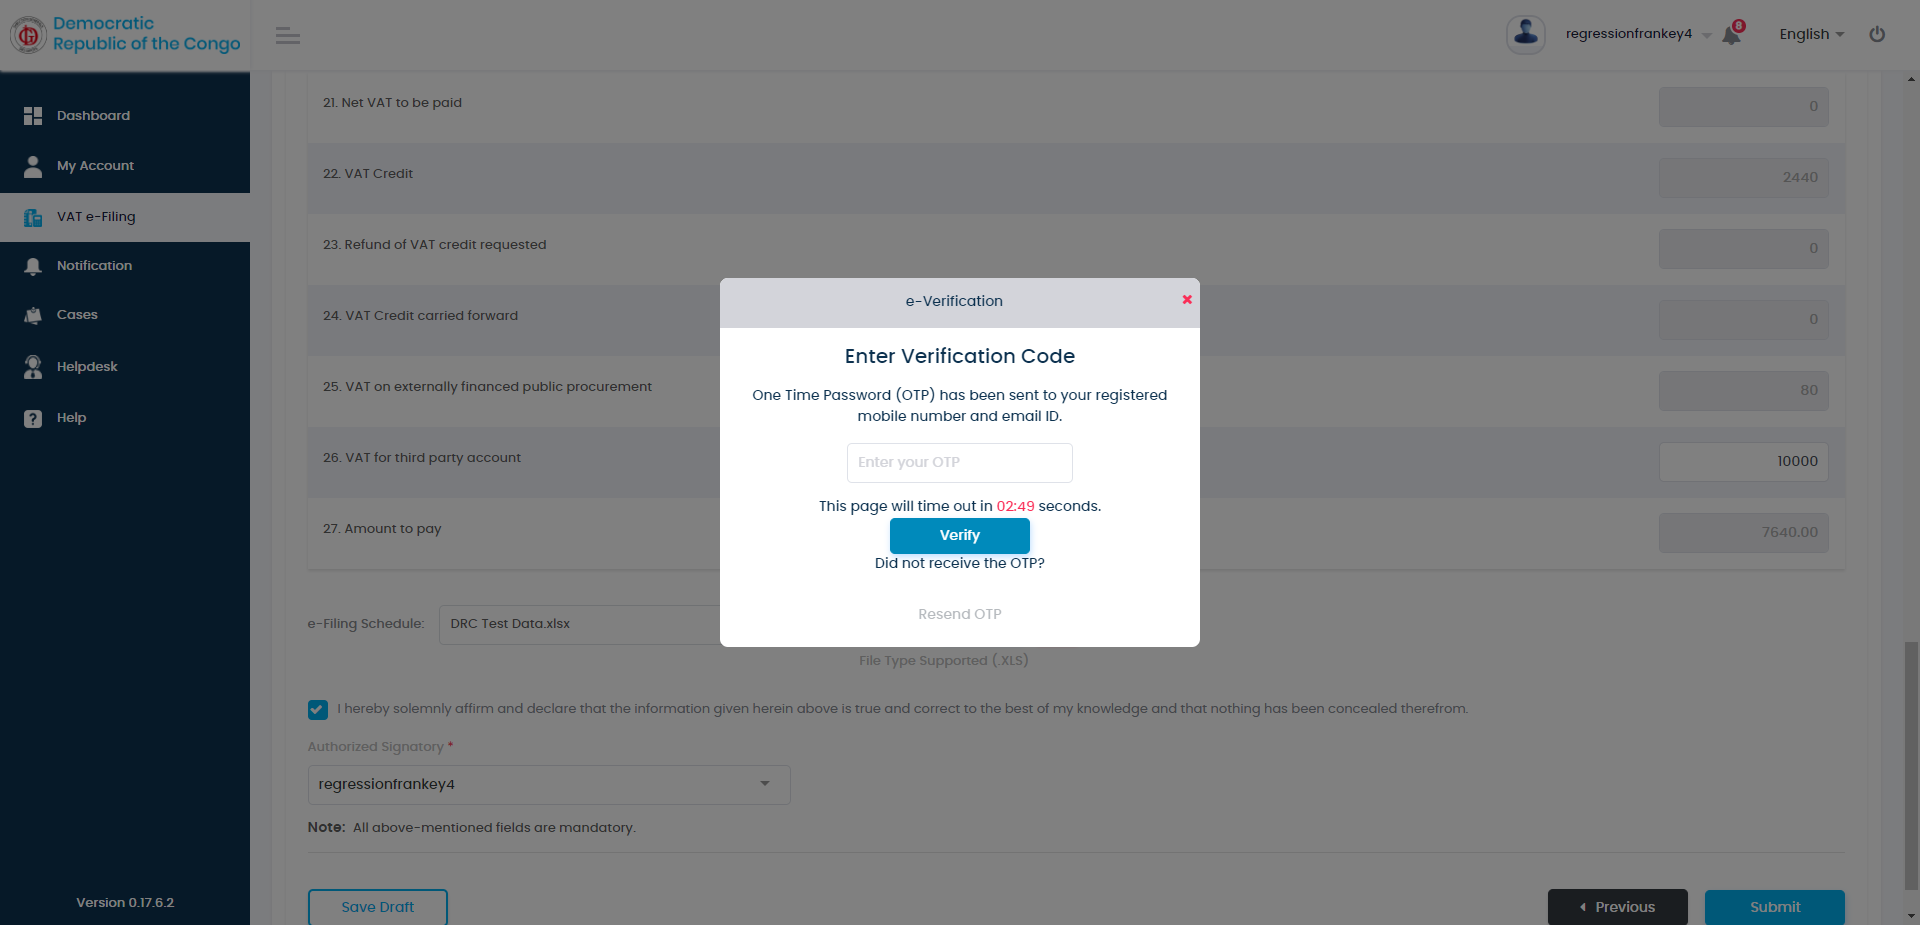 Democratic
Republic of the Congo
regressionfrankey4
8
English
Dashboard
My Account
VAT e-Filing
Notification
Cases
Helpdesk
Help
Version 0.17.6.2
21. Net VAT to be paid
0
22. VAT Credit
2440
23. Refund of VAT credit requested
0
24. VAT Credit carried forward
0
25. VAT on externally financed public procurement
80
26. VAT for third party account
10000
27. Amount to pay
7640.00
e-Verification
Enter Verification Code
One Time Password (OTP) has been sent to your registered
mobile number and email ID.
Enter your OTP
This page will time out in 02:49 seconds.
Verify
Did not receive the OTP?
Resend OTP
e-Filing Schedule:
DRC Test Data.xlsx
File Type Supported (.XLS)
I hereby solemnly affirm and declare that the information given herein above is true and correct to the best of my knowledge and that nothing has been concealed therefrom.
Authorized Signatory *
regressionfrankey4
Note: All above-mentioned fields are mandatory.
Save Draft
Previous
Submit